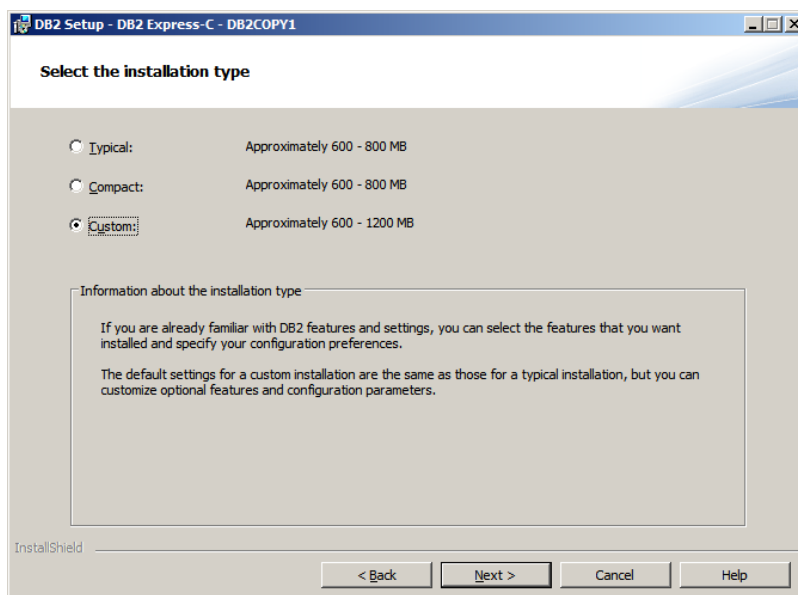 DB2 Setup - DB2 Express-C - DB2COPY1
Select the installation type
Typical: Approximately 600 - 800 MB
Compact: Approximately 600 - 800 MB
Custom: Approximately 600 - 1200 MB
Information about the installation type
If you are already familiar with DB2 features and settings, you can select the features that you want
installed and specify your configuration preferences.
The default settings for a custom installation are the same as those for a typical installation, but you can
customize optional features and configuration parameters.
InstallShield
< Back Next > Cancel Help